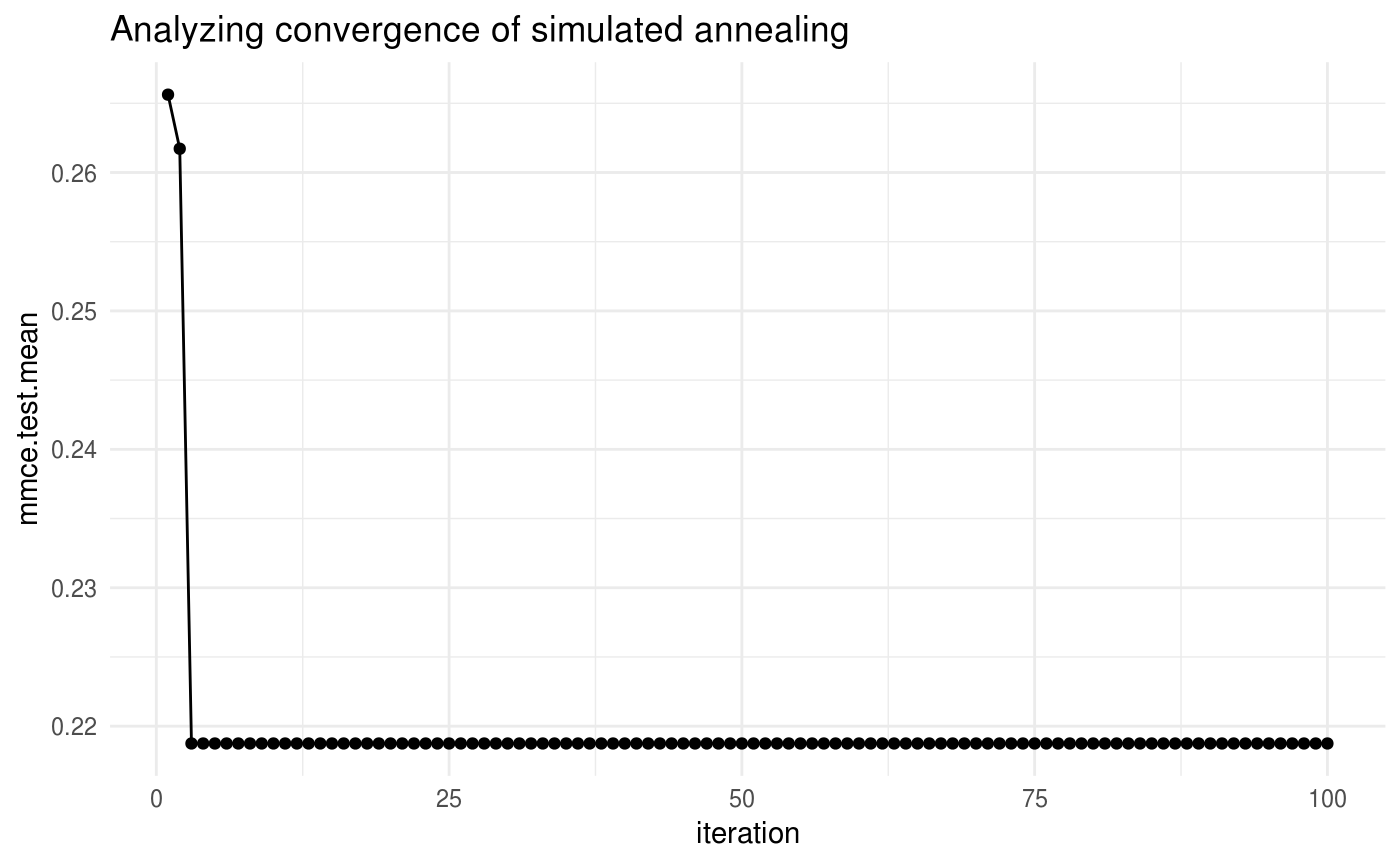 Analyzing convergence of simulated annealing
mmce.test.mean
0.26
0.25
0.24
0.23
0.22
0 25 50 75 100
iteration